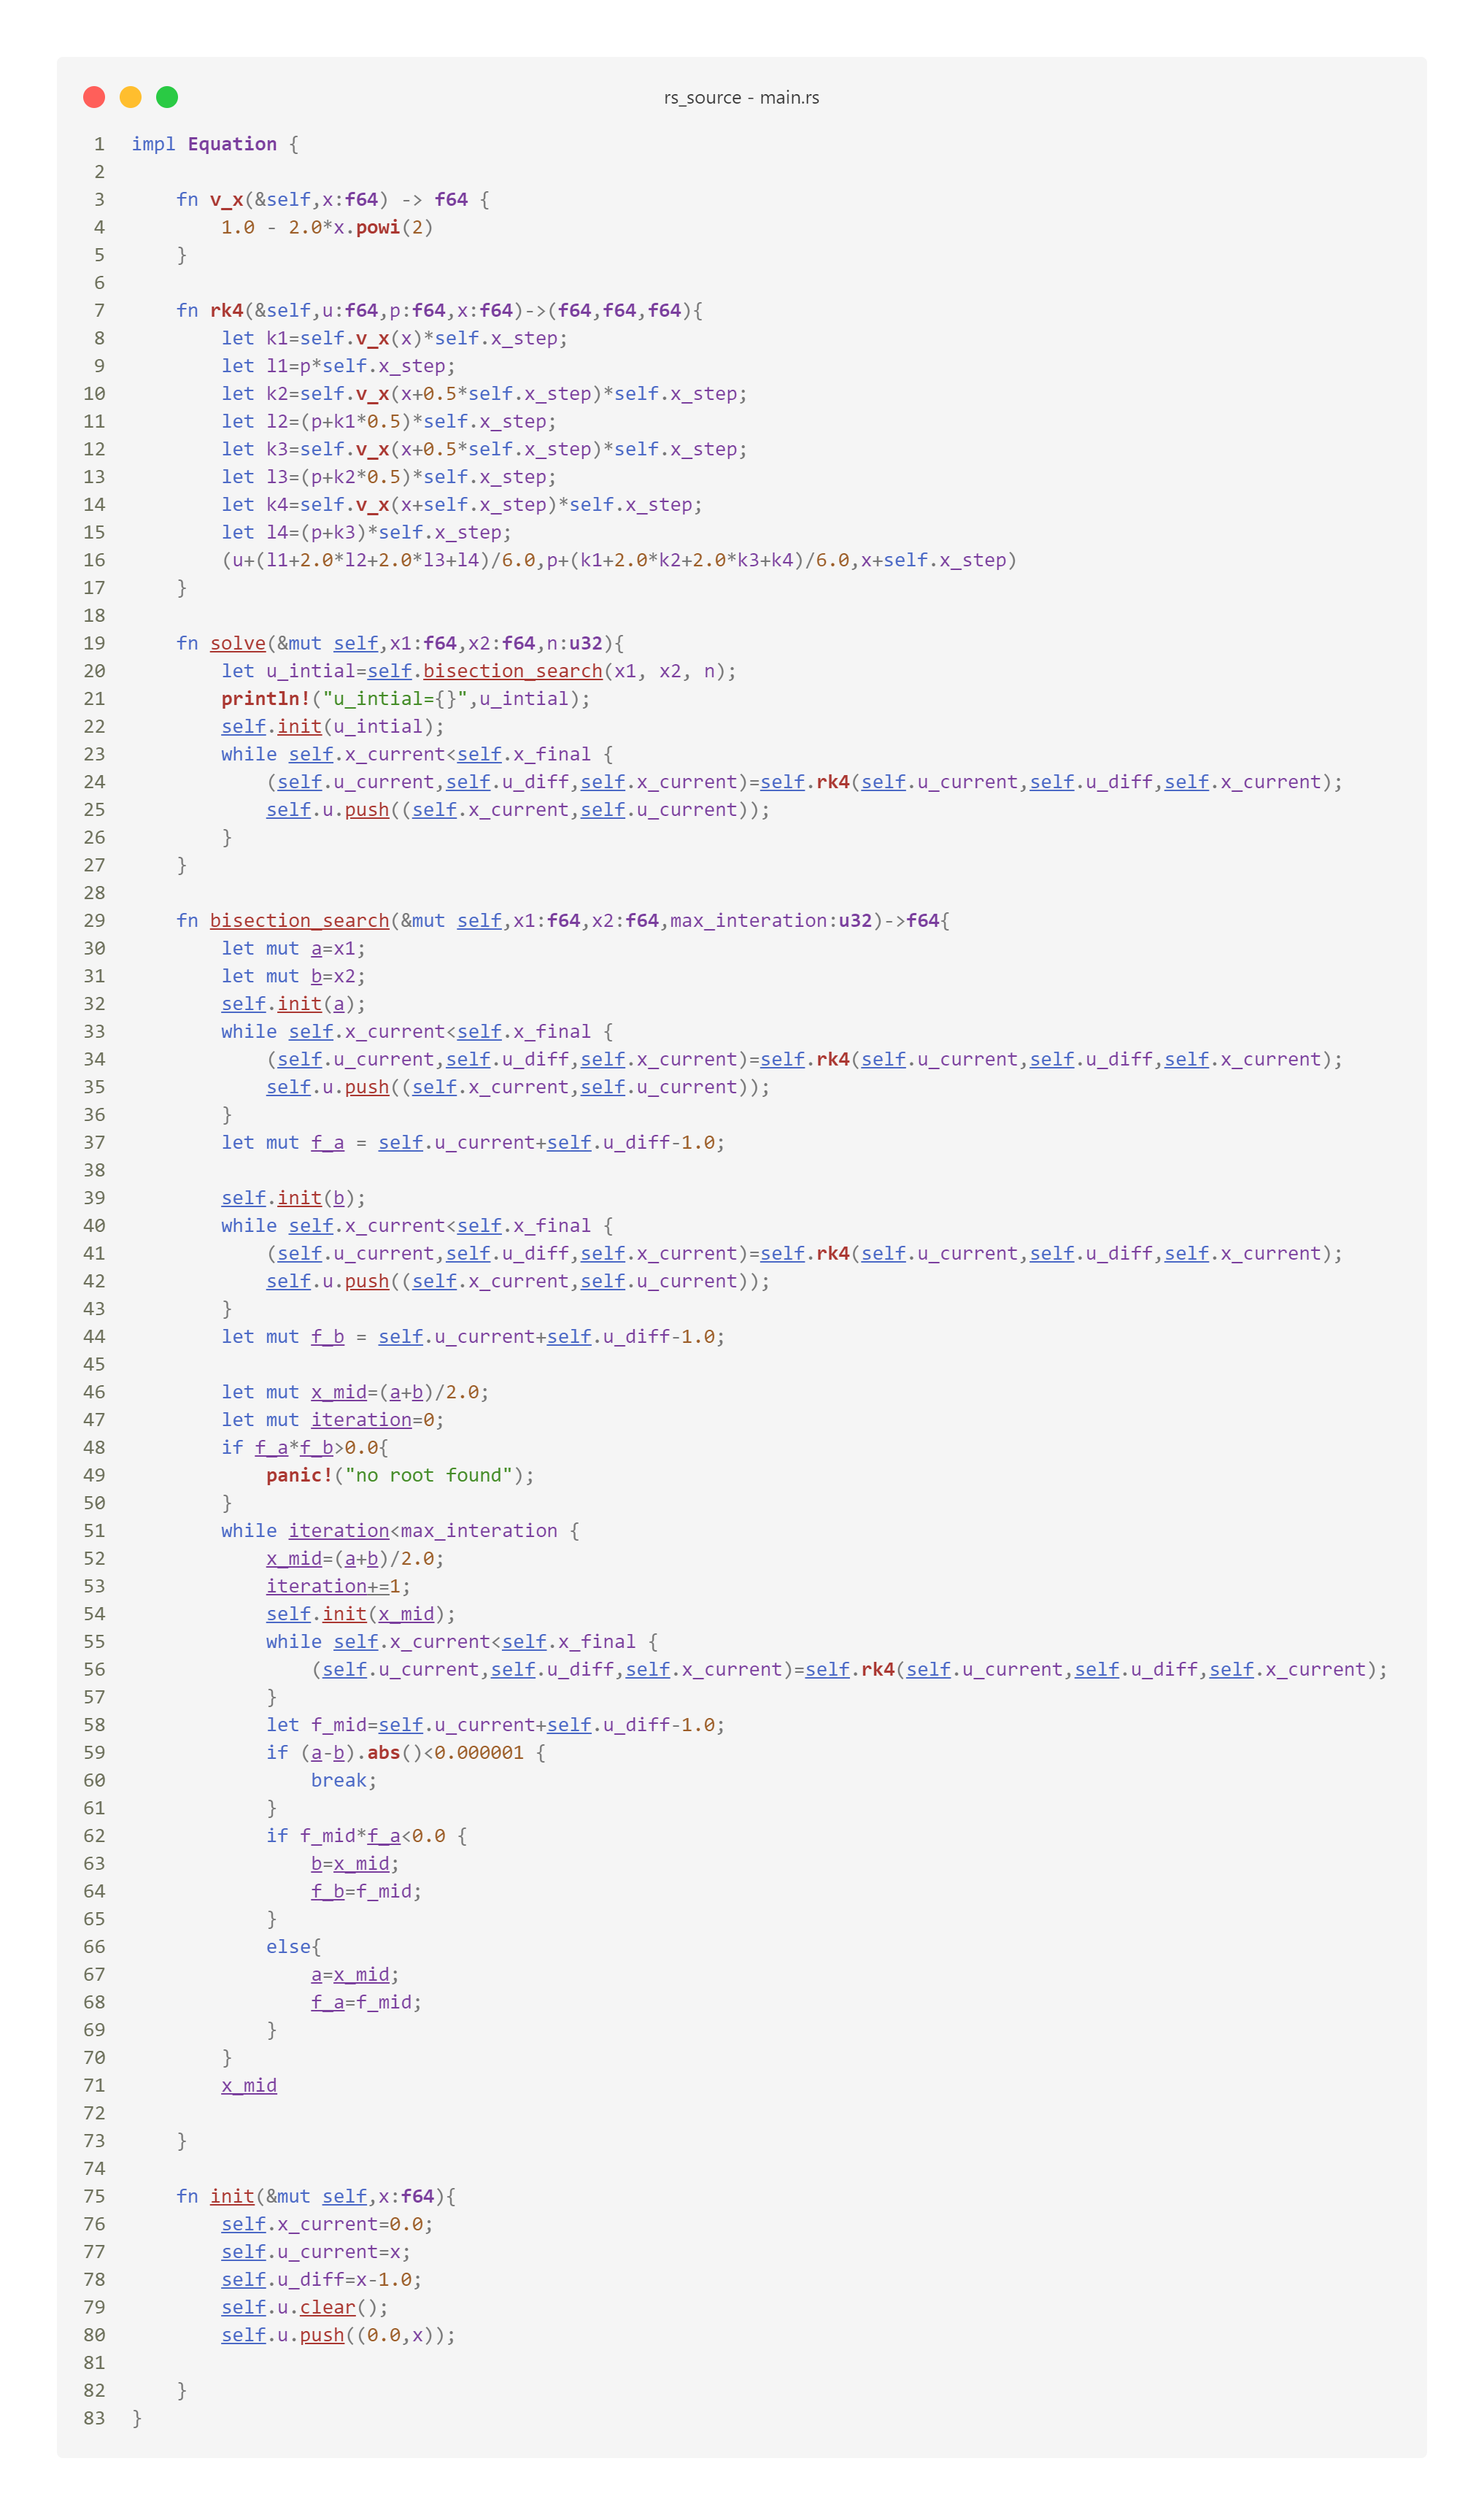 rs_source - main.rs
1 impl Equation {
2
3     fn v_x(&self,x:f64) -> f64 {
4         1.0 - 2.0*x.powi(2)
5     }
6
7     fn rk4(&self,u:f64,p:f64,x:f64)->(f64,f64,f64){
8         let k1=self.v_x(x)*self.x_step;
9         let l1=p*self.x_step;
10         let k2=self.v_x(x+0.5*self.x_step)*self.x_step;
11         let l2=(p+k1*0.5)*self.x_step;
12         let k3=self.v_x(x+0.5*self.x_step)*self.x_step;
13         let l3=(p+k2*0.5)*self.x_step;
14         let k4=self.v_x(x+self.x_step)*self.x_step;
15         let l4=(p+k3)*self.x_step;
16         (u+(l1+2.0*l2+2.0*l3+l4)/6.0,p+(k1+2.0*k2+2.0*k3+k4)/6.0,x+self.x_step)
17     }
18
19     fn solve(&mut self,x1:f64,x2:f64,n:u32){
20         let u_intial=self.bisection_search(x1, x2, n);
21         println!("u_intial={}",u_intial);
22         self.init(u_intial);
23         while self.x_current<self.x_final {
24             (self.u_current,self.u_diff,self.x_current)=self.rk4(self.u_current,self.u_diff,self.x_current);
25             self.u.push((self.x_current,self.u_current));
26         }
27     }
28
29     fn bisection_search(&mut self,x1:f64,x2:f64,max_interation:u32)->f64{
30         let mut a=x1;
31         let mut b=x2;
32         self.init(a);
33         while self.x_current<self.x_final {
34             (self.u_current,self.u_diff,self.x_current)=self.rk4(self.u_current,self.u_diff,self.x_current);
35             self.u.push((self.x_current,self.u_current));
36         }
37         let mut f_a = self.u_current+self.u_diff-1.0;
38
39         self.init(b);
40         while self.x_current<self.x_final {
41             (self.u_current,self.u_diff,self.x_current)=self.rk4(self.u_current,self.u_diff,self.x_current);
42             self.u.push((self.x_current,self.u_current));
43         }
44         let mut f_b = self.u_current+self.u_diff-1.0;
45
46         let mut x_mid=(a+b)/2.0;
47         let mut iteration=0;
48         if f_a*f_b>0.0{
49             panic!("no root found");
50         }
51         while iteration<max_interation {
52             x_mid=(a+b)/2.0;
53             iteration+=1;
54             self.init(x_mid);
55             while self.x_current<self.x_final {
56                 (self.u_current,self.u_diff,self.x_current)=self.rk4(self.u_current,self.u_diff,self.x_current);
57             }
58             let f_mid=self.u_current+self.u_diff-1.0;
59             if (a-b).abs()<0.000001 {
60                 break;
61             }
62             if f_mid*f_a<0.0 {
63                 b=x_mid;
64                 f_b=f_mid;
65             }
66             else{
67                 a=x_mid;
68                 f_a=f_mid;
69             }
70         }
71         x_mid
72
73     }
74
75     fn init(&mut self,x:f64){
76         self.x_current=0.0;
77         self.u_current=x;
78         self.u_diff=x-1.0;
79         self.u.clear();
80         self.u.push((0.0,x));
81
82     }
83 }